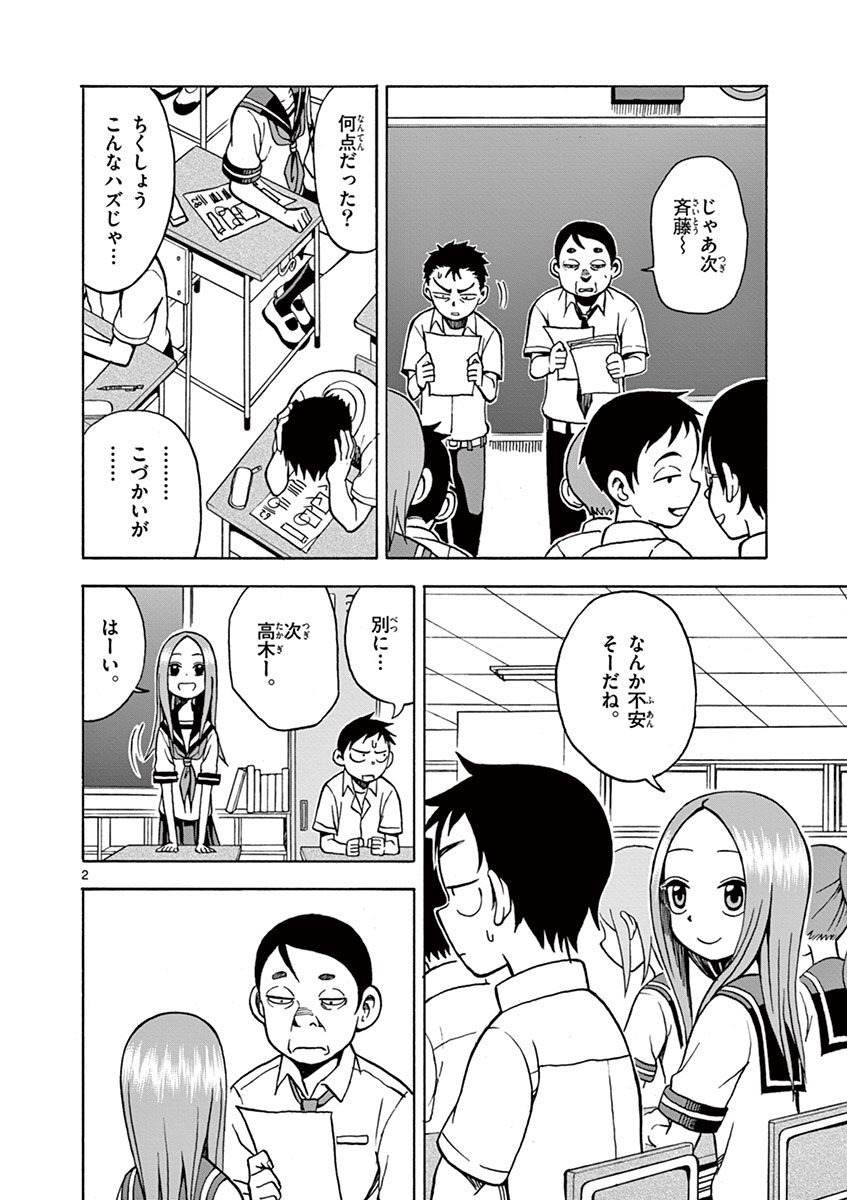 じゃあ次
斉藤～
何点だった？
ちくしょう
こんなハズじゃ…
………
こづかいが
………
なんか不安
そーだね。
別に…
次
高木ー。
はーい。
2